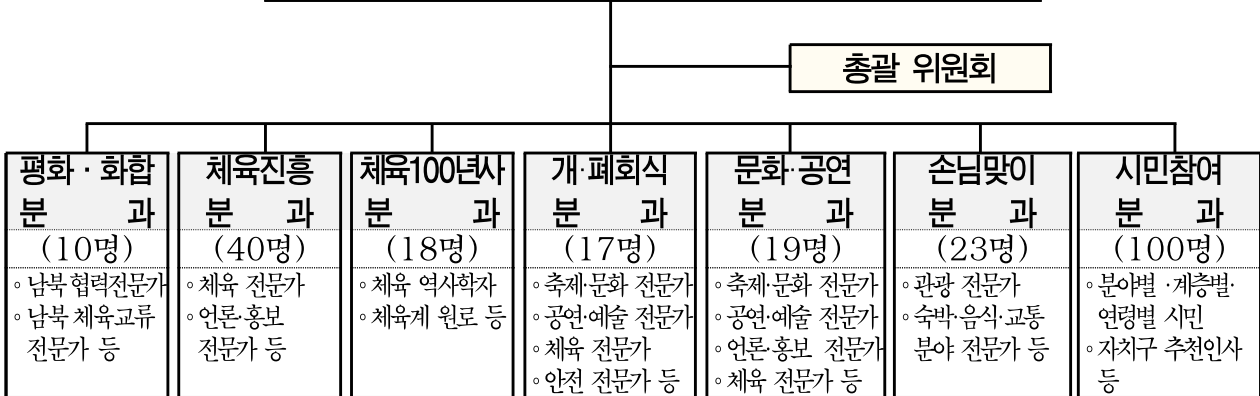 총괄 위원회
평화 · 화합
분 과
(10명)
◦남북 협력전문가
◦남북 체육교류
전문가 등
체육진흥
분 과
(40명)
◦체육 전문가
◦언론·홍보
전문가 등
체육100년사
분 과
(18명)
◦체육 역사학자
◦체육계 원로 등
개·폐회식
분 과
(17명)
◦축제·문화 전문가
◦공연·예술 전문가
◦체육 전문가
◦안전 전문가 등
문화·공연
분 과
(19명)
◦축제·문화 전문가
◦공연·예술 전문가
◦언론·홍보 전문가
◦체육 전문가 등
손님맞이
분 과
(23명)
◦관광 전문가
◦숙박·음식·교통
분야 전문가 등
시민참여
분 과
(100명)
◦분야별 ·계층별·
연령별 시민
◦자치구 추천인사
등